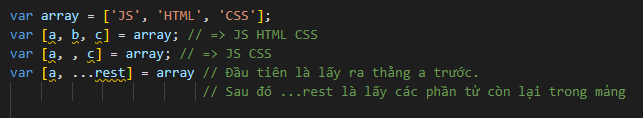 var array = ['JS', 'HTML', 'CSS'];
var [a, b, c] = array; // => JS HTML CSS
var [a, , c] = array; // => JS CSS
var [a, ...rest] = array // Đầu tiên là lấy ra thằng a trước.
// Sau đó ...rest là lấy các phần tử còn lại trong mảng